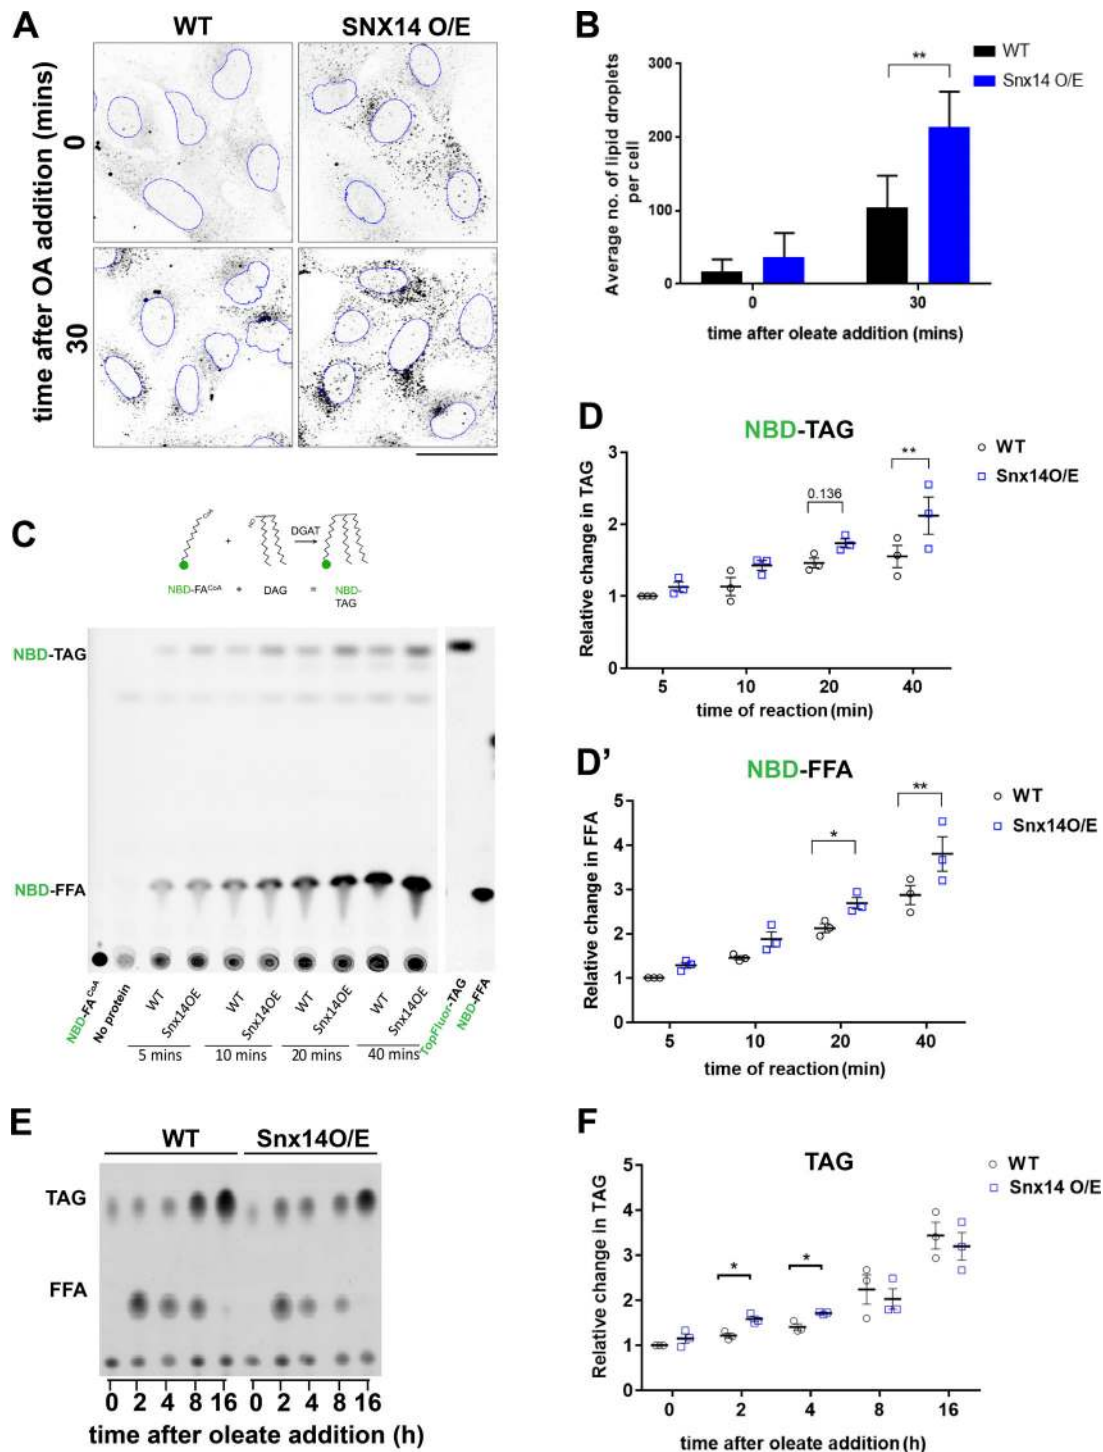 A
WT
SNX14 O/E
time after OA addition (mins)
0
30
B
WT
Snx14 O/E
**
Average no. of lipid droplets
per cell
300
200
100
0
0
30
time after oleate addition (mins)
C
CoA
HO
DGAT
+
NBD-FACoA
+
DAG
=
NBD-
TAG
NBD-TAG
NBD-FFA
NBD-FACoA
No protein
WT
Snx14OE
WT
Snx14OE
WT
Snx14OE
WT
Snx14OE
TopFluor-TAG
NBD-FFA
5 mins
10 mins
20 mins
40 mins
D
NBD-TAG
WT
Snx14O/E
0.136
**
Relative change in TAG
3
2
1
0
5
10
20
40
time of reaction (min)
D'
NBD-FFA
WT
Snx14O/E
*
**
Relative change in FFA
5
4
3
2
1
0
5
10
20
40
time of reaction (min)
E
WT
Snx14O/E
TAG
FFA
0 2 4 8 16 0 2 4 8 16
time after oleate addition (h)
F
TAG
WT
Snx14 O/E
*
*
Relative change in TAG
5
4
3
2
1
0
0
2
4
8
16
time after oleate addition (h)